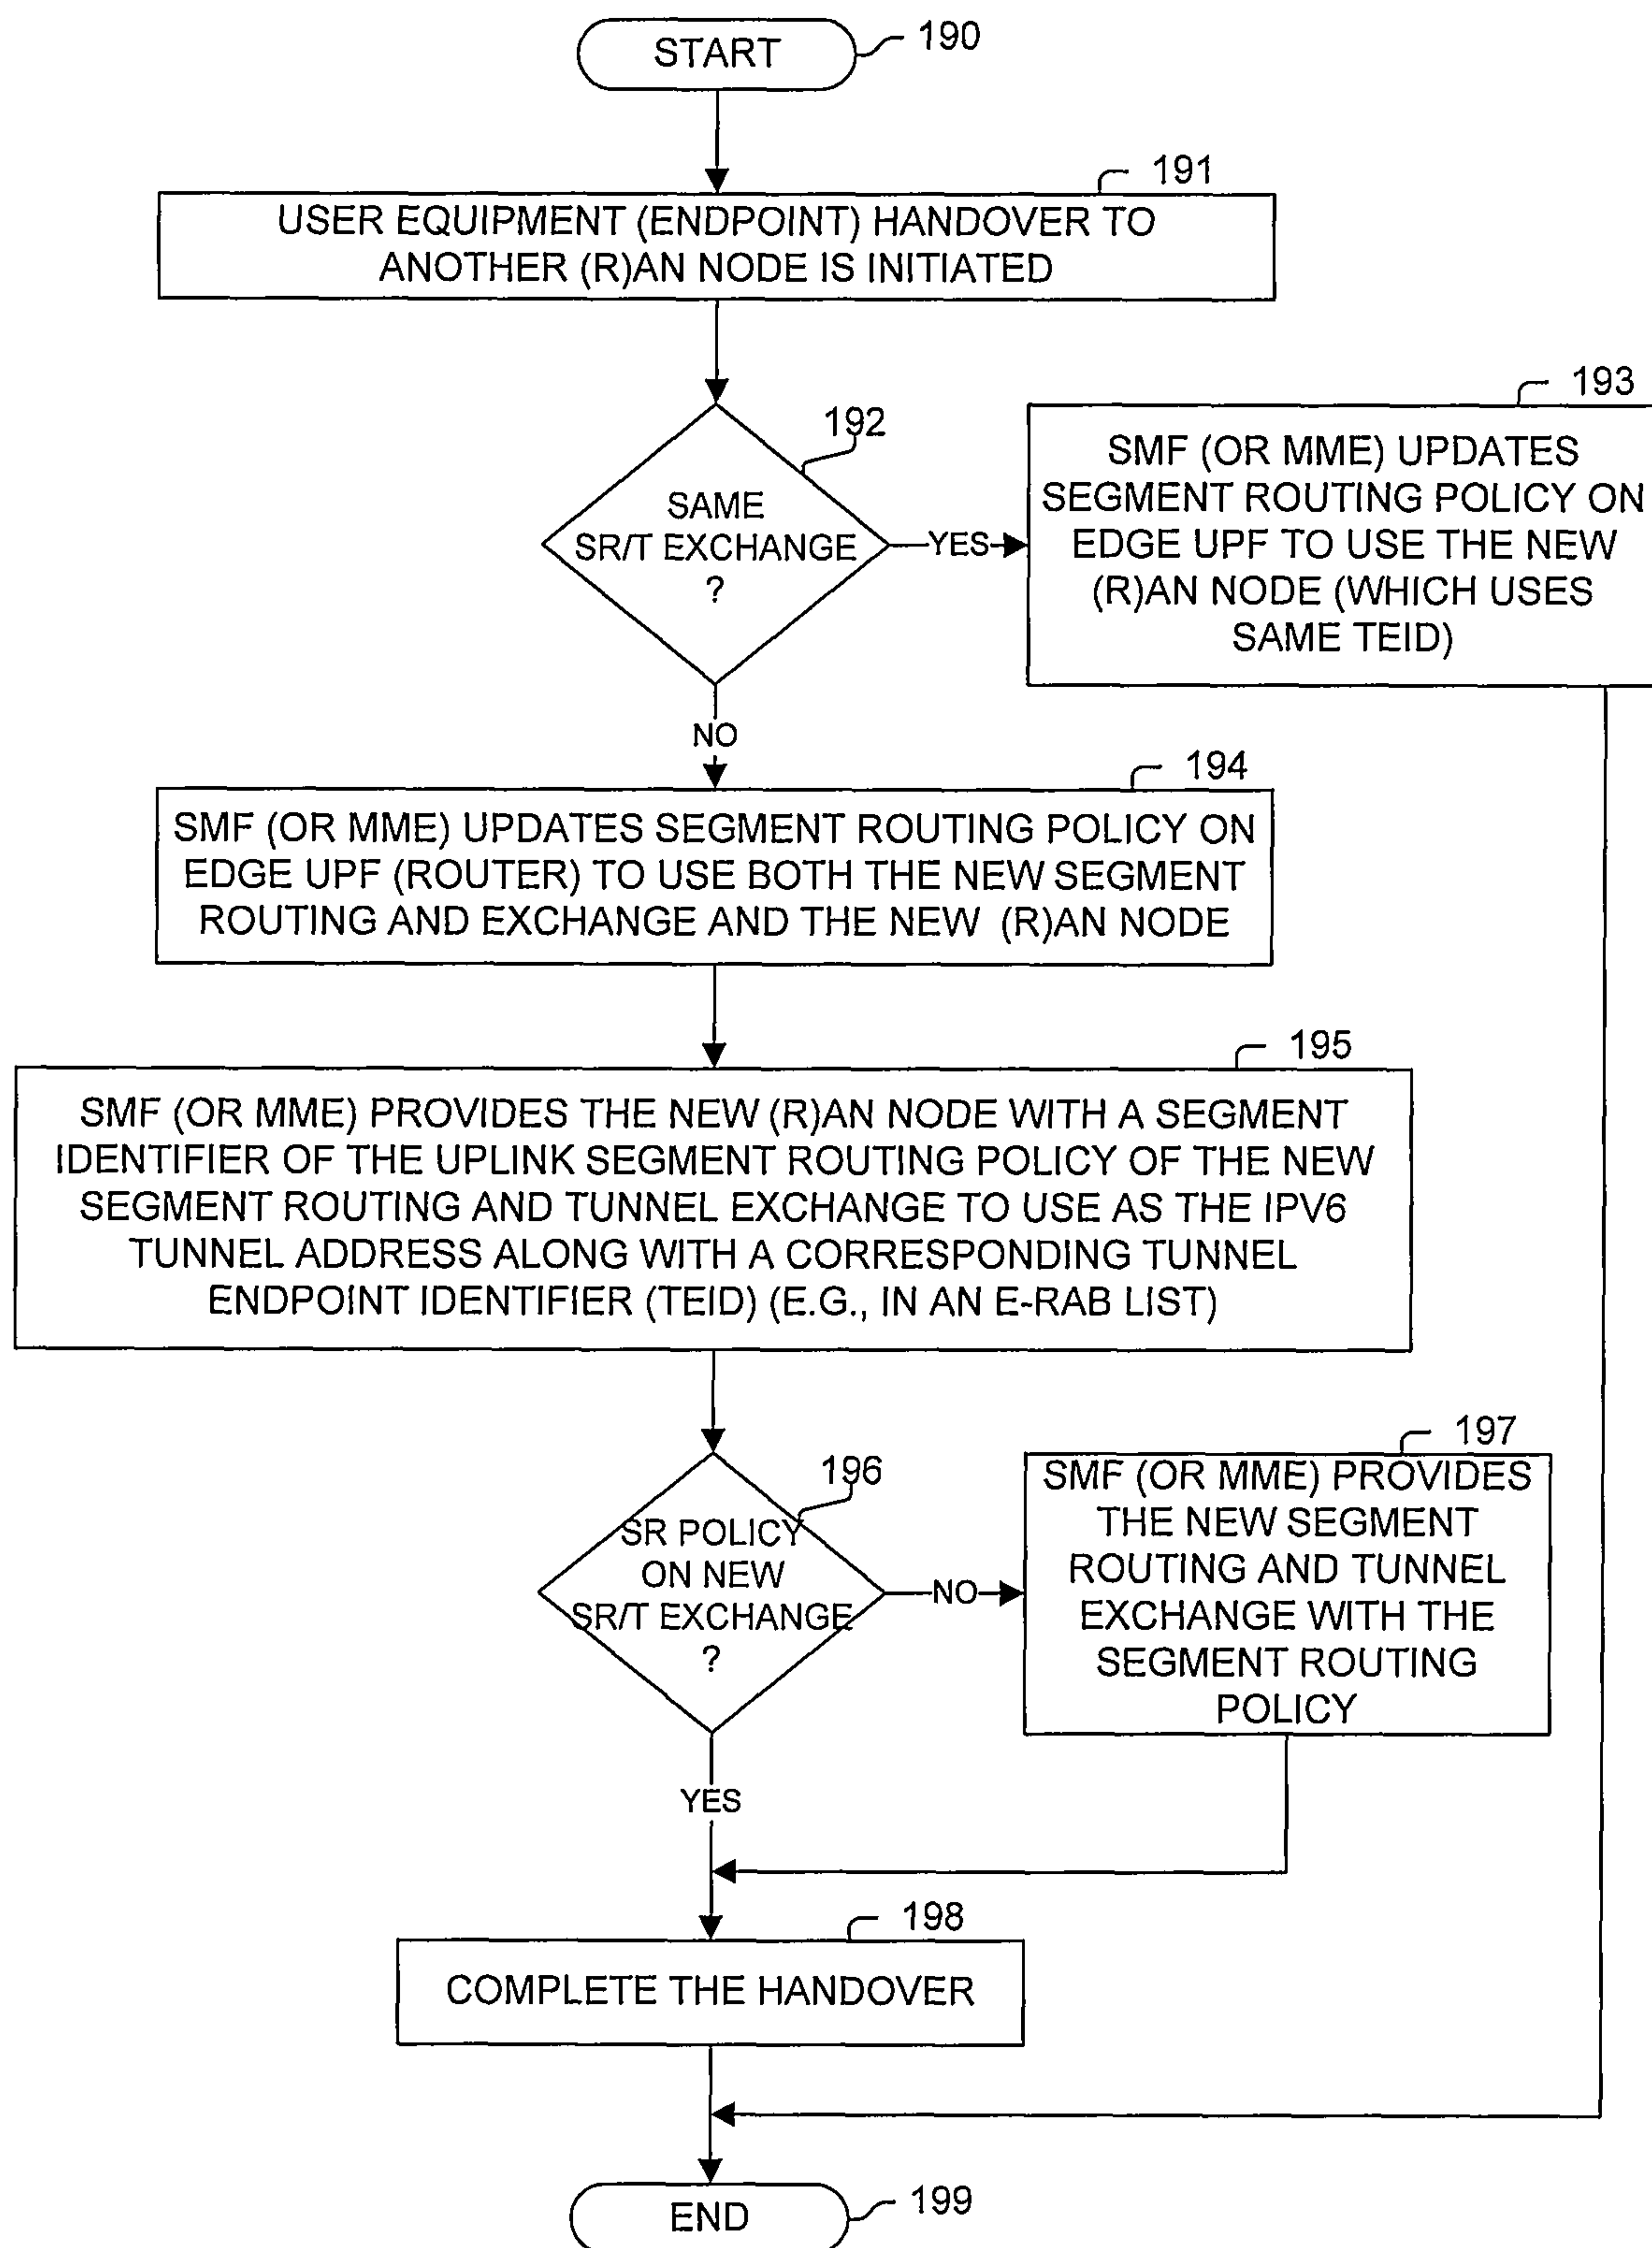 START
190
191
USER EQUIPMENT (ENDPOINT) HANDOVER TO
ANOTHER (R)AN NODE IS INITIATED
192
SAME
SR/T EXCHANGE
?
YES
193
SMF (OR MME) UPDATES
SEGMENT ROUTING POLICY ON
EDGE UPF TO USE THE NEW
(R)AN NODE (WHICH USES
SAME TEID)
NO
194
SMF (OR MME) UPDATES SEGMENT ROUTING POLICY ON
EDGE UPF (ROUTER) TO USE BOTH THE NEW SEGMENT
ROUTING AND EXCHANGE AND THE NEW (R)AN NODE
195
SMF (OR MME) PROVIDES THE NEW (R)AN NODE WITH A SEGMENT
IDENTIFIER OF THE UPLINK SEGMENT ROUTING POLICY OF THE NEW
SEGMENT ROUTING AND TUNNEL EXCHANGE TO USE AS THE IPV6
TUNNEL ADDRESS ALONG WITH A CORRESPONDING TUNNEL
ENDPOINT IDENTIFIER (TEID) (E.G., IN AN E-RAB LIST)
196
SR POLICY
ON NEW
SR/T EXCHANGE
?
NO
197
SMF (OR MME) PROVIDES
THE NEW SEGMENT
ROUTING AND TUNNEL
EXCHANGE WITH THE
SEGMENT ROUTING
POLICY
YES
198
COMPLETE THE HANDOVER
END
199